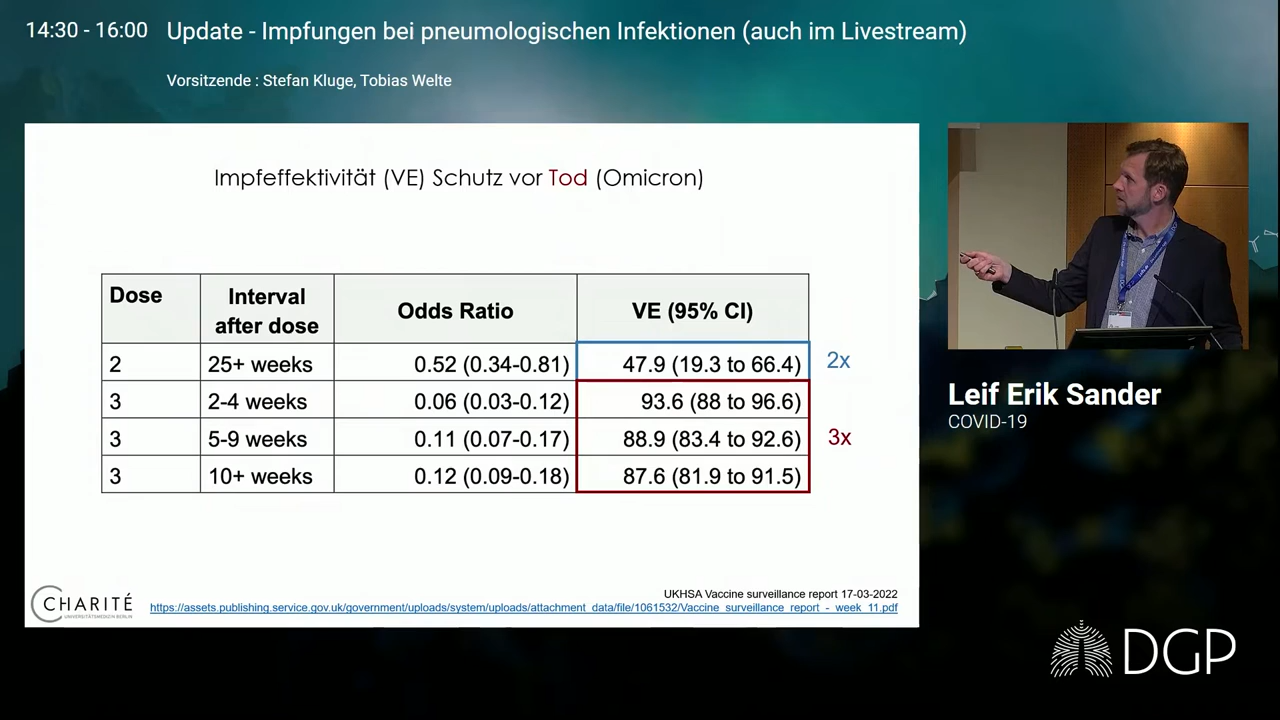 14:30 - 16:00 Update - Impfungen bei pneumologischen Infektionen (auch im Livestream)
Vorsitzende : Stefan Kluge, Tobias Welte
Impfeffektivität (VE) Schutz vor Tod (Omicron)
Dose Interval after dose Odds Ratio VE (95% CI)
2 25+ weeks 0.52 (0.34-0.81) 47.9 (19.3 to 66.4) 2x
3 2-4 weeks 0.06 (0.03-0.12) 93.6 (88 to 96.6)
3 5-9 weeks 0.11 (0.07-0.17) 88.9 (83.4 to 92.6) 3x
3 10+ weeks 0.12 (0.09-0.18) 87.6 (81.9 to 91.5)
UKHSA Vaccine surveillance report 17-03-2022
https://assets.publishing.service.gov.uk/government/uploads/system/uploads/attachment_data/file/1061532/Vaccine_surveillance_report_-_week_11.pdf
CHARITÉ
UNIVERSITÄTSMEDIZIN BERLIN
Leif Erik Sander
COVID-19
DGP